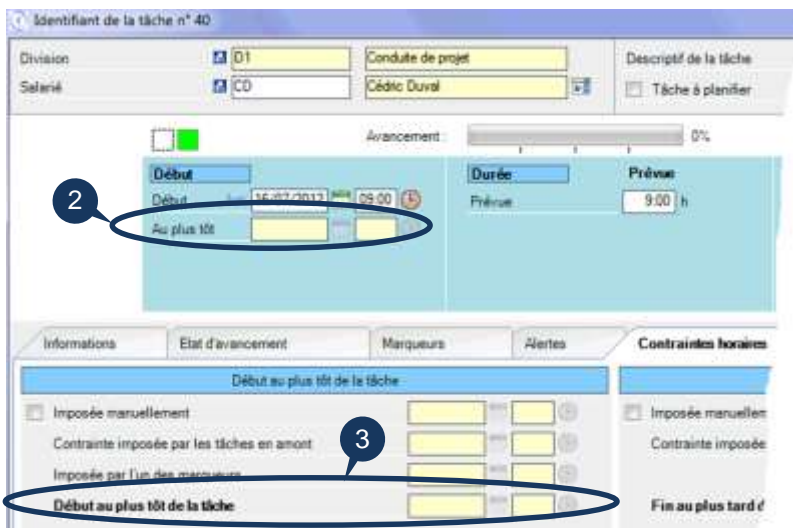 Identifiant de la tâche n° 40
Division D1 Conduite de projet Descriptif de la tâche
Salarié CD Cédric Duval Tâche à planifier
Avancement 0%
Début Durée Prévue
2 Début 16/07/2012 09:00 Prévue 9:00 h
Au plus tôt
Informations Etat d'avancement Marqueurs Alertes Contraintes horaires
Début au plus tôt de la tâche
Imposée manuellement Imposée manuellem
Contrainte imposée par les tâches en amont 3 Contrainte imposée
Imposée par l'un des marqueurs
Début au plus tôt de la tâche Fin au plus tard d